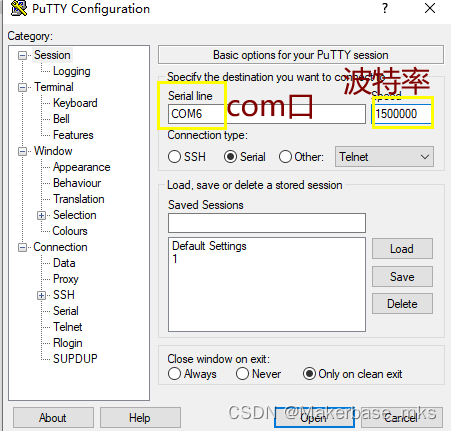 PuTTY Configuration
?
×
Category:
Session
Logging
Terminal
Keyboard
Bell
Features
Window
Appearance
Behaviour
Translation
Selection
Colours
Connection
Data
Proxy
SSH
Serial
Telnet
Rlogin
SUPDUP
Basic options for your PuTTY session
Specify the destination you want to connect to
波特率
Serial line
Speed
COM6
com口
1500000
Connection type:
SSH
Serial
Other:
Telnet
Load, save or delete a stored session
Saved Sessions
Default Settings
1
Load
Save
Delete
Close window on exit:
Always
Never
Only on clean exit
About
Help
Open
Cancel
CSDN @Makerbase_mks